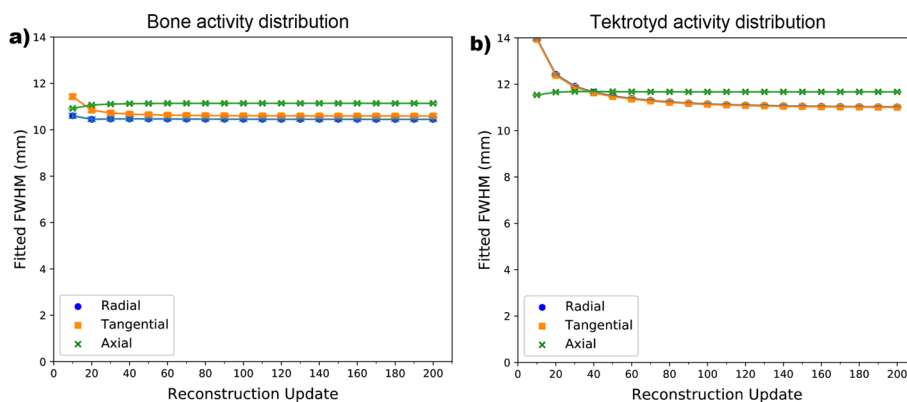 Bone activity distribution
a)
14
12
10
8
6
4
2
0
Fitted FWHM (mm)
Radial
Tangential
Axial
0 20 40 60 80 100 120 140 160 180 200
Reconstruction Update
Tektrotyd activity distribution
b)
14
12
10
8
6
4
2
0
Fitted FWHM (mm)
Radial
Tangential
Axial
0 20 40 60 80 100 120 140 160 180 200
Reconstruction Update